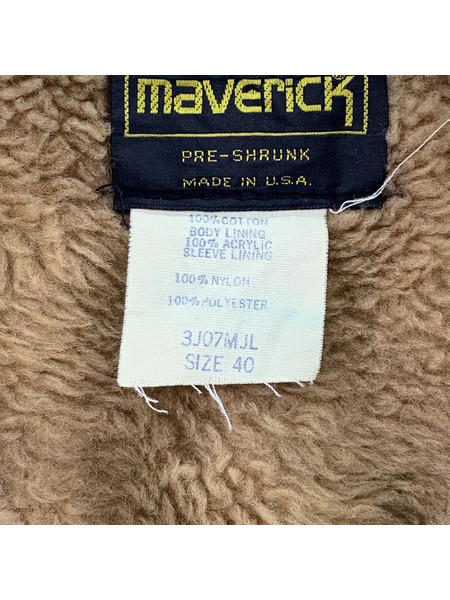 maverick®
PRE-SHRUNK
MADE IN U.S.A.
100% COTTON
BODY LINING
100% ACRYLIC
SLEEVE LINING
100% NYLON
100% POLYESTER
3J07MJL
SIZE 40